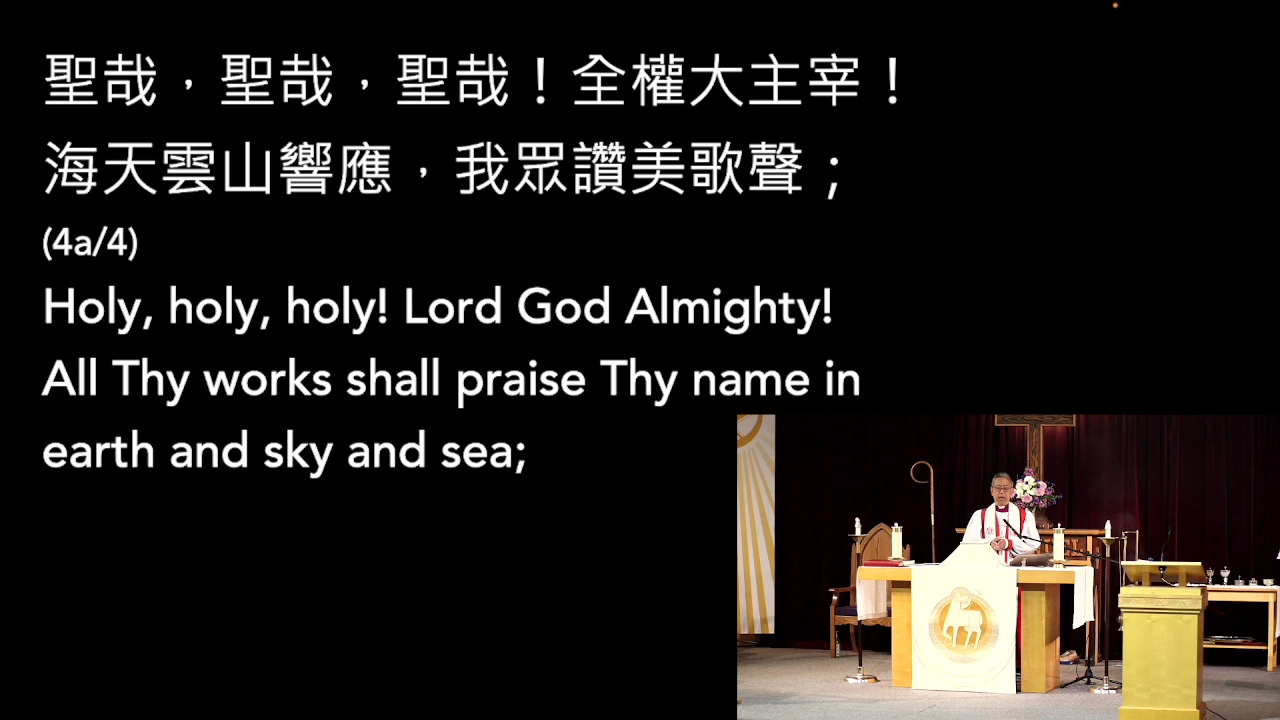 聖哉，聖哉，聖哉！全權大主宰！
海天雲山響應，我眾讚美歌聲；
(4a/4)
Holy, holy, holy! Lord God Almighty!
All Thy works shall praise Thy name in
earth and sky and sea;